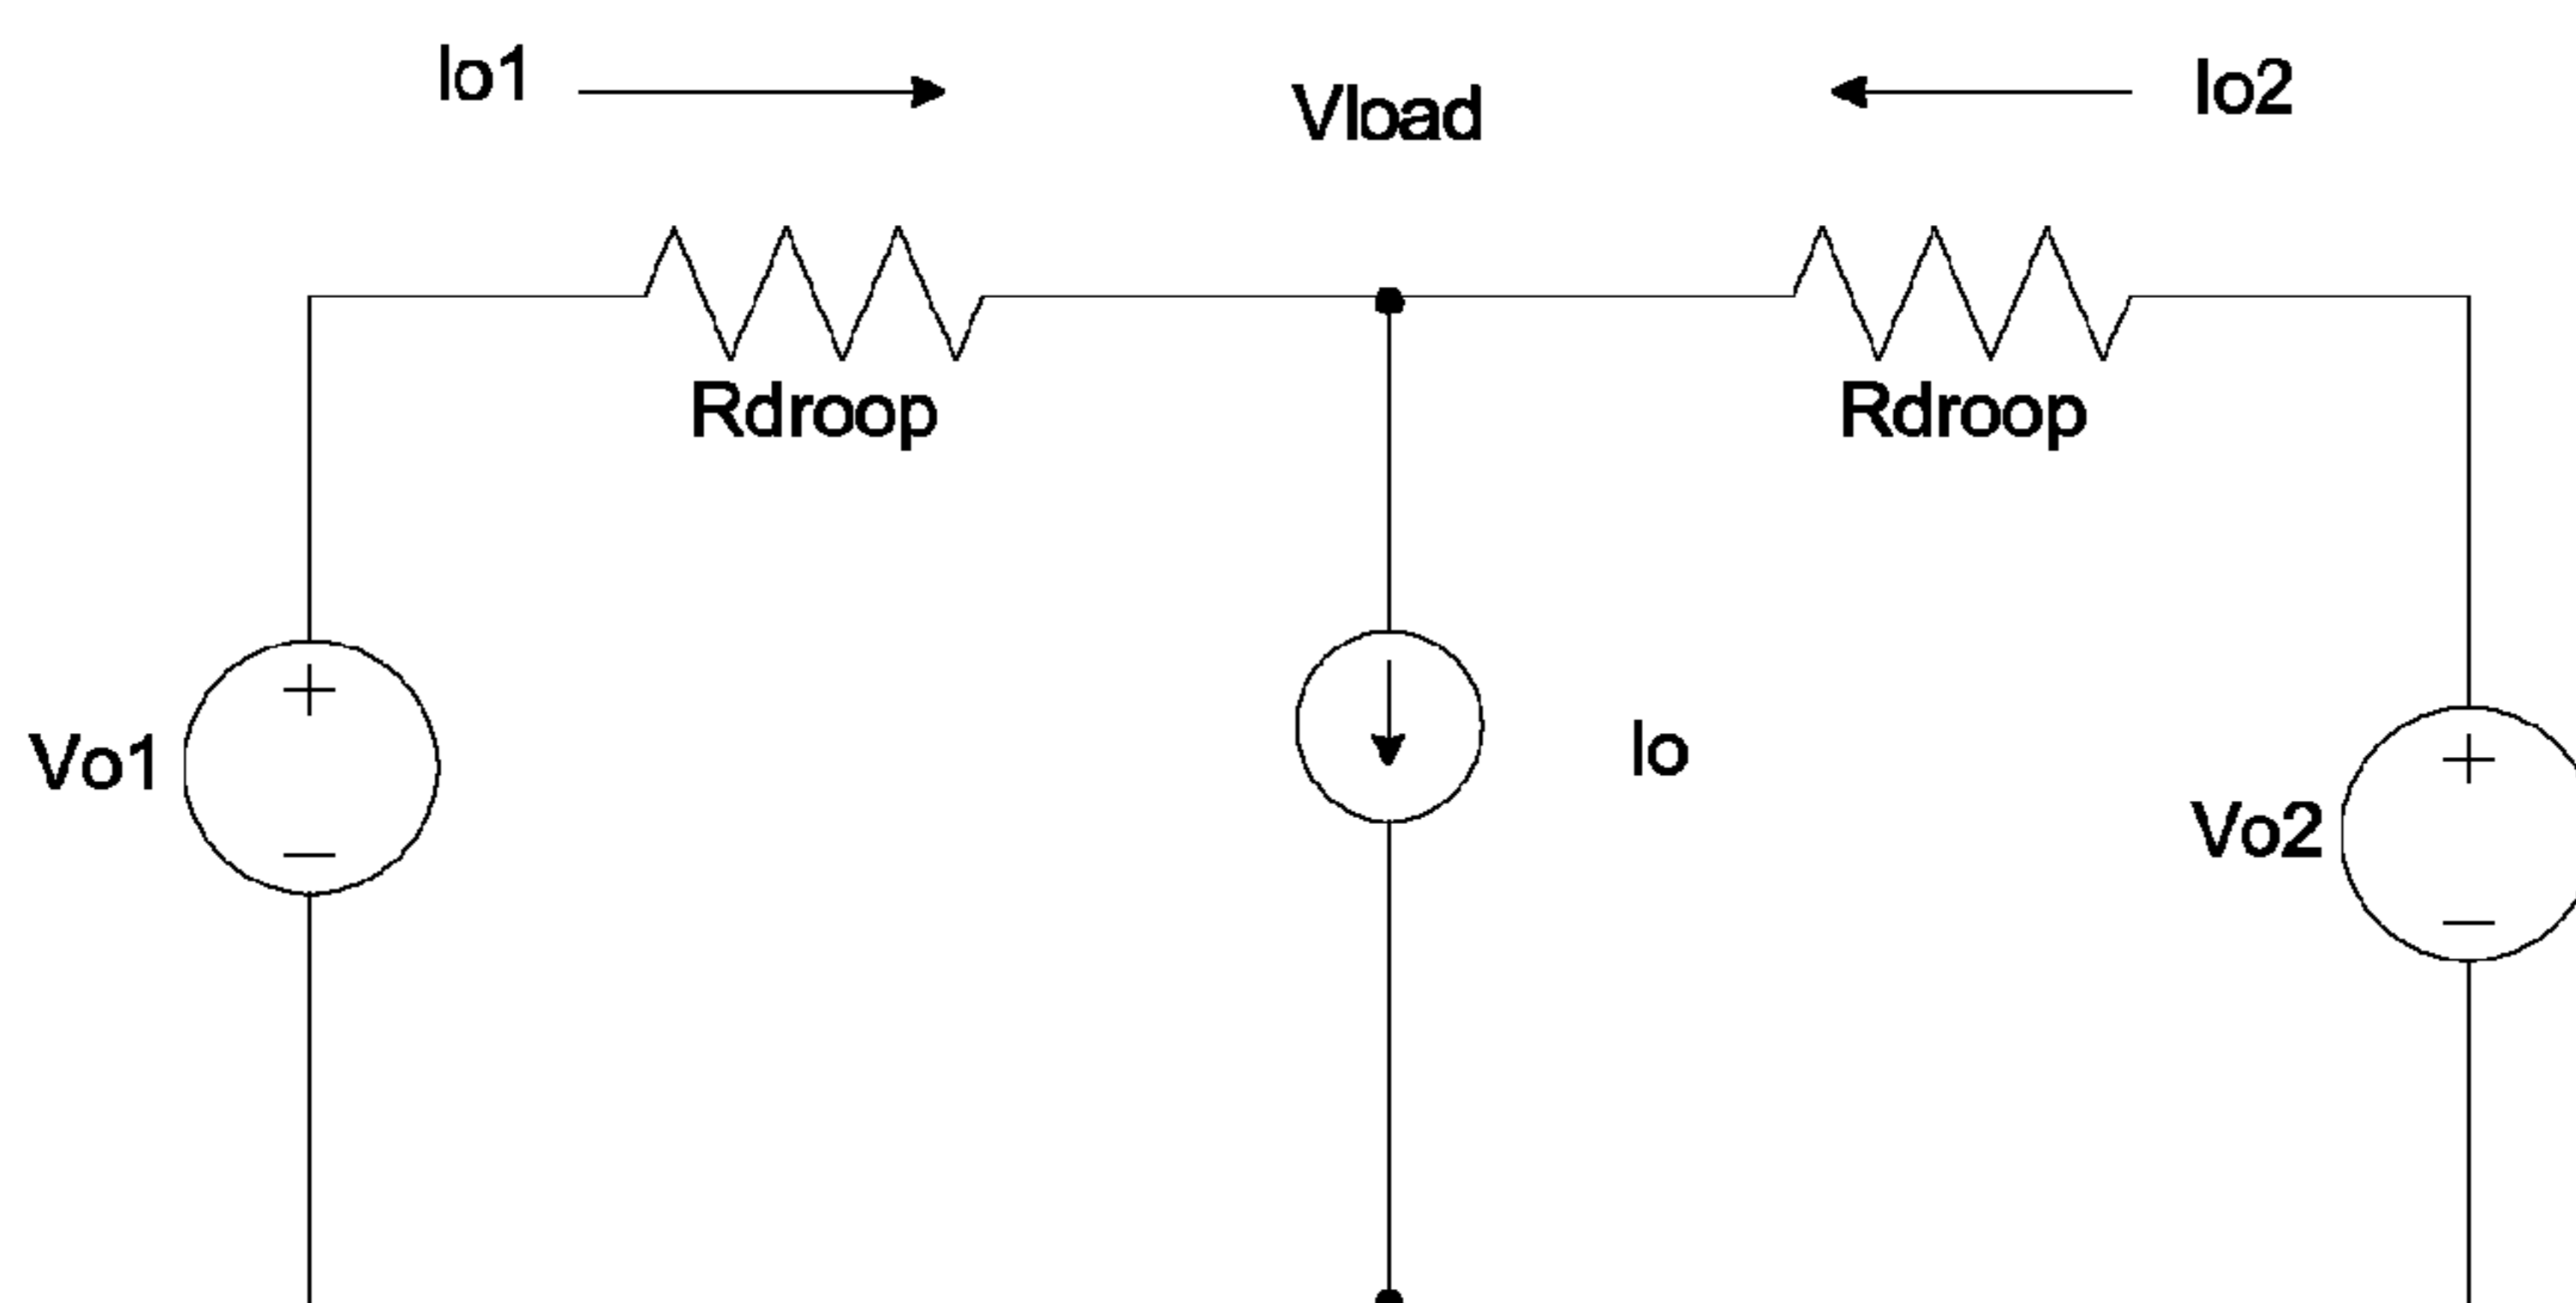 Io1
Vload
Io2
Rdroop
Rdroop
Vo1
+
−
Io
Vo2
+
−